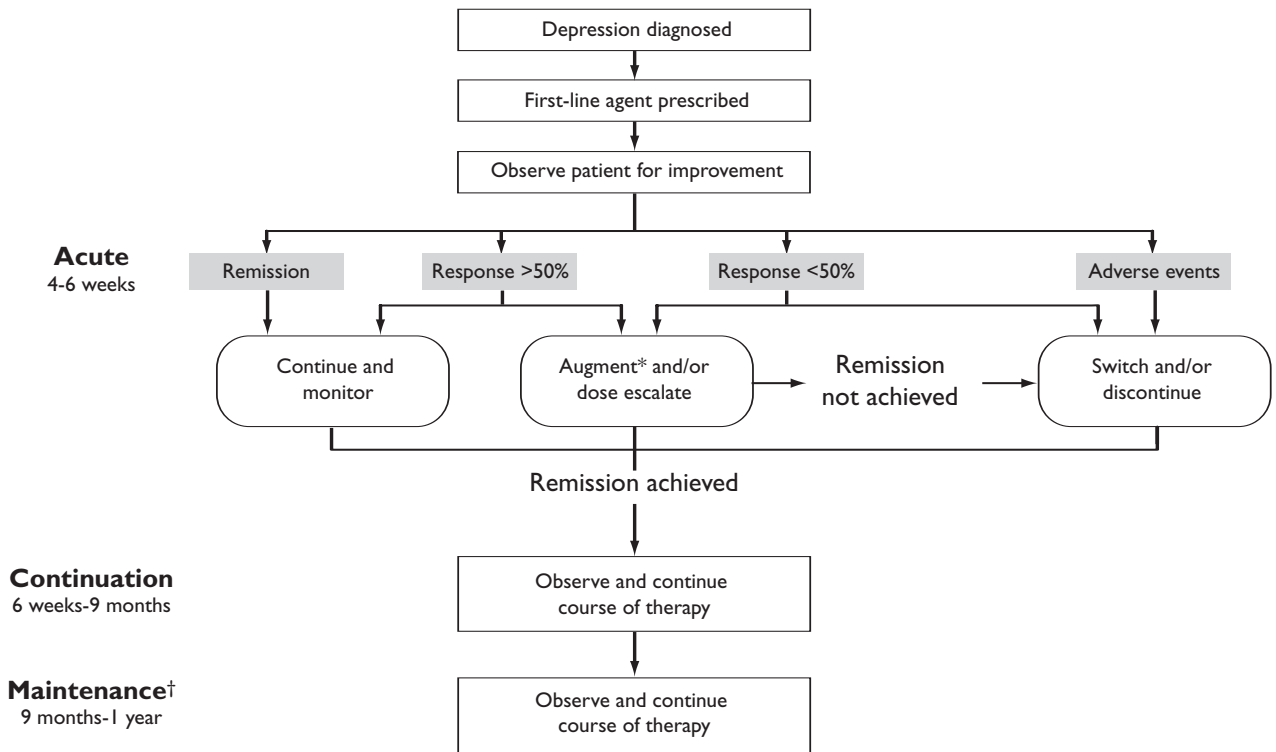 Depression diagnosed
First-line agent prescribed
Observe patient for improvement
Acute
4-6 weeks
Remission
Response >50%
Response <50%
Adverse events
Continue and
monitor
Augment* and/or
dose escalate
Remission
not achieved
Switch and/or
discontinue
Remission achieved
Continuation
6 weeks-9 months
Observe and continue
course of therapy
Maintenance†
9 months-1 year
Observe and continue
course of therapy